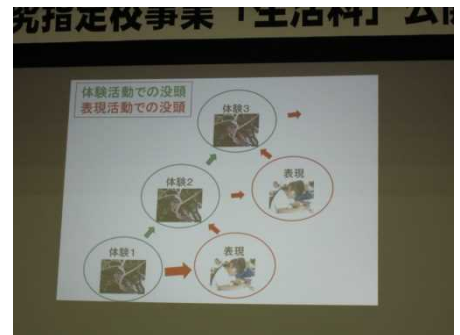 究指定校事業「生活科」公開
体験活動での没頭
表現活動での没頭
体験3
体験2
表現
体験1
表現